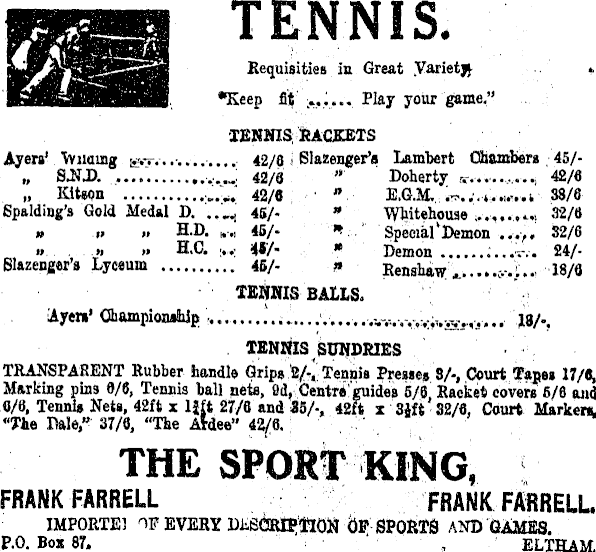 TENNIS.
Requisities in Great Variety
"Keep fit ...... Play your game."
TENNIS RACKETS
Ayers' Wilding ............... 42/6
„ S.N.D. ............... 42/6
„ Kitson ............... 42/6
Spalding's Gold Medal D. .... 45/-
„ „ „ H.D. ... 45/-
„ „ „ H.C. ... 45/-
Slazenger's Lyceum .......... 45/-
Slazenger's Lambert Chambers 45/-
„ Doherty ............ 42/6
„ E.G.M. ............. 38/6
„ Whitehouse ......... 32/6
„ Special Demon ...... 32/6
„ Demon .............. 24/-
„ Renshaw ............ 18/6
TENNIS BALLS.
Ayers' Championship ........................................ 18/-.
TENNIS SUNDRIES
TRANSPARENT Rubber handle Grips 2/-, Tennis Presses 3/-, Court Tapes 17/6,
Marking pins 6/6, Tennis ball nets, 9d, Centre guides 5/6, Racket covers 5/6 and
6/6, Tennis Nets, 42ft x 1½ft 27/6 and 35/-, 42ft x 3½ft 32/6, Court Markers,
"The Dale," 37/6, "The Ardee" 42/6.
THE SPORT KING,
FRANK FARRELL FRANK FARRELL.
IMPORTER OF EVERY DESCRIPTION OF SPORTS AND GAMES.
P.O. Box 87. ELTHAM.